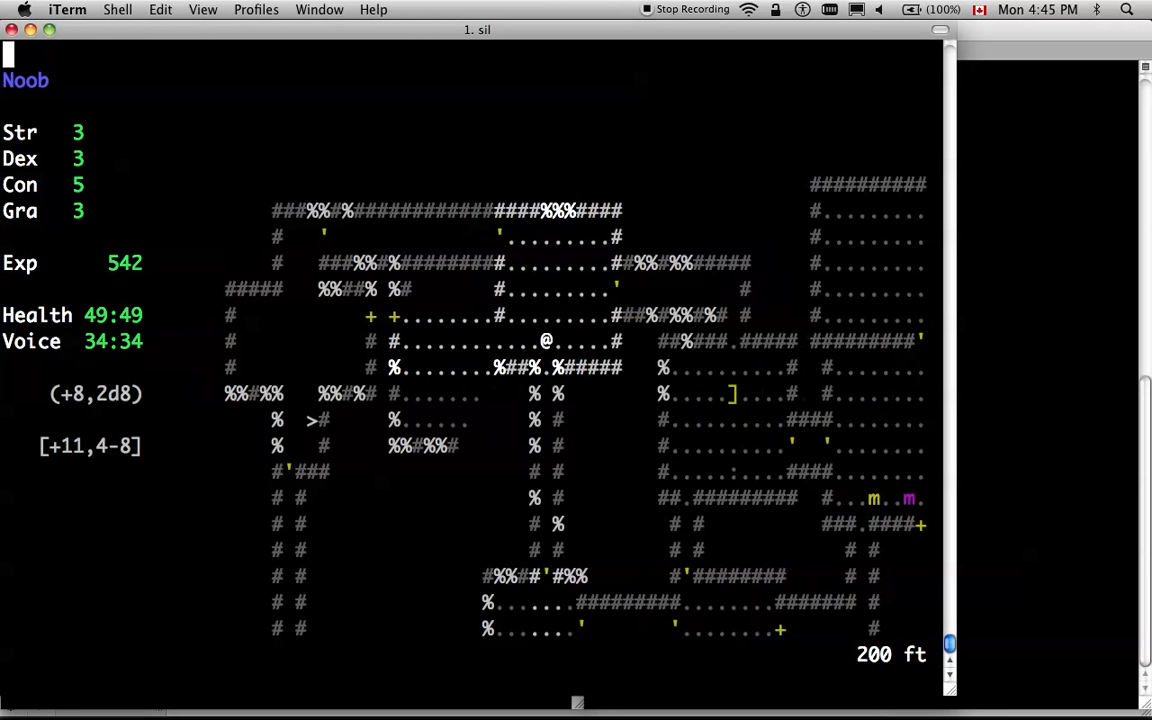 iTerm Shell Edit View Profiles Window Help Stop Recording (100%) Mon 4:45 PM
1. sil
Noob
Str 3
Dex 3
Con 5
##########
Gra 3 ###%%#%################%%%#### #.........
# ' '.........# #.........
Exp 542 # ###%%#%########........# ##%%#%%##### #.........
##### %%##% %# #........' # #.........
Health 49:49 # + +........#........###%#%%#%# # #.........
Voice 34:34 # # #............@.....# ##%###.##### #########'
# # %........%##%.%##### %.......... #........
(+8,2d8) %%#%% %%#%# #....... % % %.....]....# #........
% ># %...... % # #..........####........
[+11,4-8] % # %%#%%# % # #..........' '........
#'### # # #......:...####........
# # % # ##.######### #...m..m.
# # # % # # ###.####+
# # # # # # # #
# # #%%##'#%% #'######## # #
# # %.......#########........####### #
# # %.......' '........+ #
200 ft